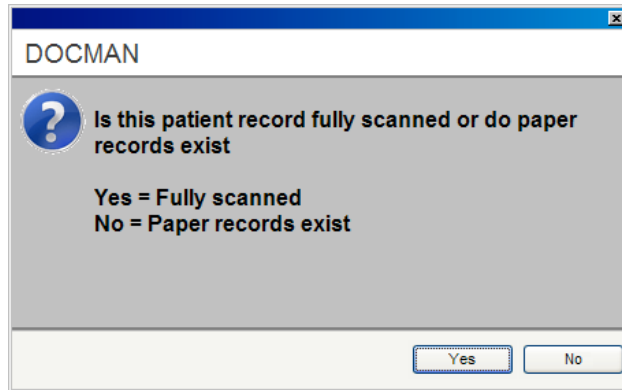 DOCMAN
Is this patient record fully scanned or do paper
records exist
Yes = Fully scanned
No = Paper records exist
Yes No